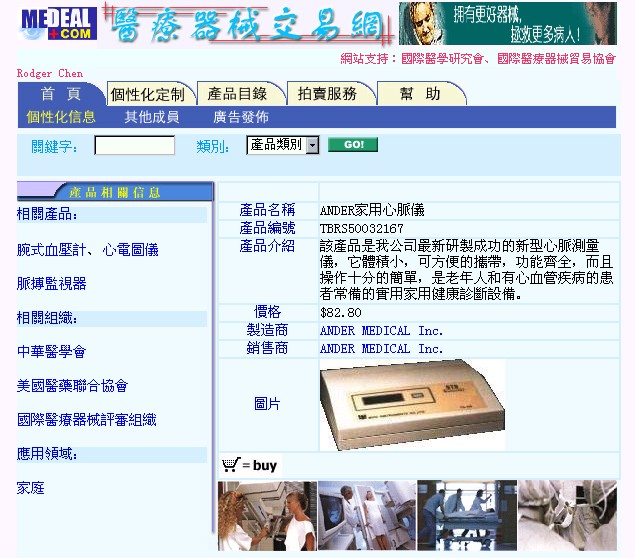 MEDEAL
.COM
醫療器械交易網
擁有更好器械,
拯救更多病人!
網站支持：國際醫學研究會、國際醫療器械貿易協會
Rodger Chen
首 頁
個性化定制
產品目錄
拍賣服務
幫 助
個性化信息
其他成員
廣告發佈
關鍵字:
類別:
產品類別
GO!
產品相關信息
相關產品:
腕式血壓計、心電圖儀
脈搏監視器
相關組織:
中華醫學會
美國醫藥聯合協會
國際醫療器械評審組織
應用領域:
家庭
產品名稱
ANDER家用心脈儀
產品編號
TBRS50032167
產品介紹
該產品是我公司最新研製成功的新型心脈測量
儀，它體積小，可方便的攜帶，功能齊全，而且
操作十分的簡單，是老年人和有心血管疾病的患
者常備的實用家用健康診斷設備。
價格
$82.80
製造商
ANDER MEDICAL Inc.
銷售商
ANDER MEDICAL Inc.
圖片
= buy